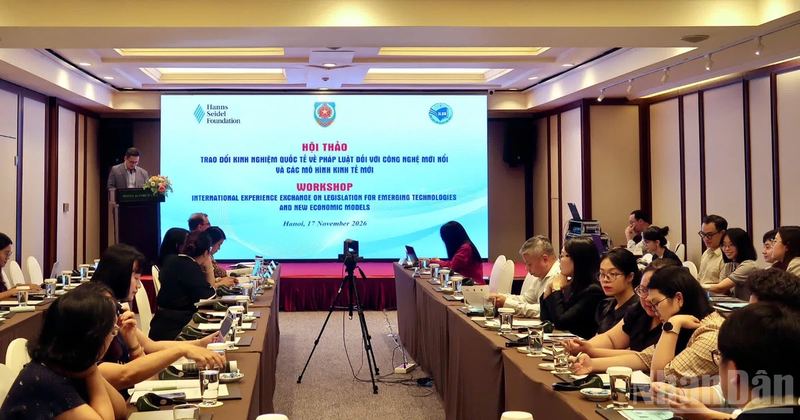 Hanns
Seidel
Foundation
HỘI THẢO
TRAO ĐỔI KINH NGHIỆM QUỐC TẾ VỀ PHÁP LUẬT ĐỐI VỚI CÔNG NGHỆ MỚI NỔI
VÀ CÁC MÔ HÌNH KINH TẾ MỚI
WORKSHOP
INTERNATIONAL EXPERIENCE EXCHANGE ON LEGISLATION FOR EMERGING TECHNOLOGIES
AND NEW ECONOMIC MODELS
Hanoi, 17 November 2026
NhânDân